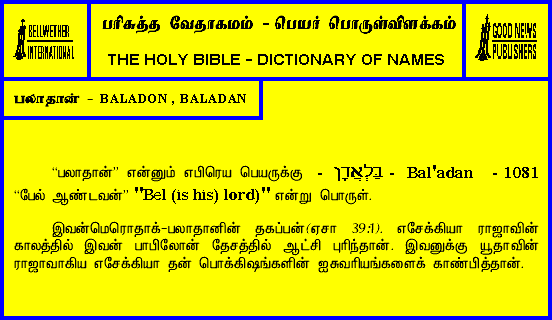 BELLWETHER
INTERNATIONAL
பரிசுத்த வேதாகமம் - பெயர் பொருள்விளக்கம்
THE HOLY BIBLE - DICTIONARY OF NAMES
GOOD NEWS
PUBLISHERS
பலாதான் - BALADON , BALADAN
“பலாதான்” என்னும் எபிரெய பெயருக்கு - בַּלְאֲדָן - Bal'adan - 1081
“பேல் ஆண்டவன்” "Bel (is his) lord)" என்று பொருள்.
இவன்மெரொதாக்-பலாதானின் தகப்பன்(ஏசா 39:1). எசேக்கியா ராஜாவின்
காலத்தில் இவன் பாபிலோன் தேசத்தில் ஆட்சி புரிந்தான். இவனுக்கு யூதாவின்
ராஜாவாகிய எசேக்கியா தன் பொக்கிஷங்களின் ஐசுவரியங்களைக் காண்பித்தான்.